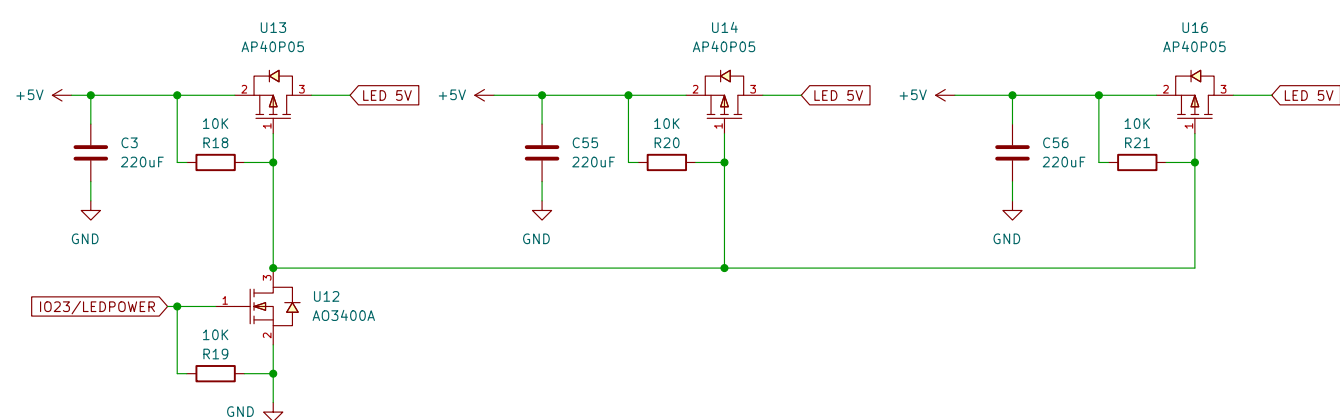 U13
AP40P05
U14
AP40P05
U16
AP40P05
+5V
2
3
LED 5V
+5V
2
3
LED 5V
+5V
2
3
LED 5V
1
1
1
10K
R18
C3
220uF
10K
R20
C55
220uF
10K
R21
C56
220uF
GND
GND
GND
3
IO23/LEDPOWER
1
U12
AO3400A
2
10K
R19
GND